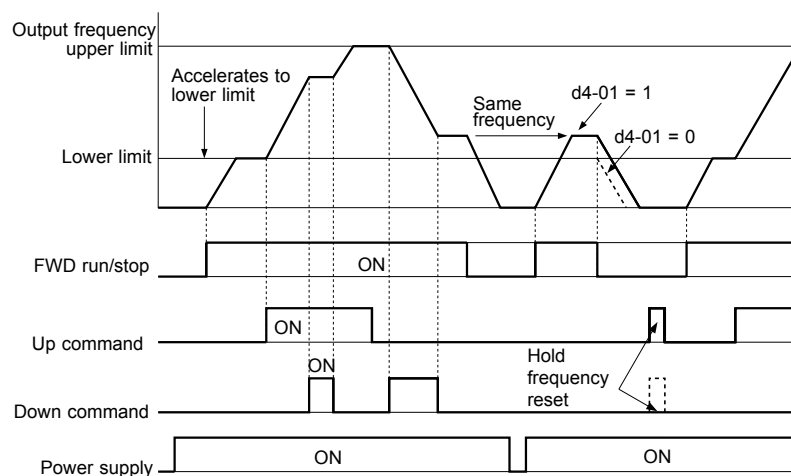 Output frequency
upper limit
Accelerates to
lower limit
Same
frequency
d4-01 = 1
d4-01 = 0
Lower limit
FWD run/stop
ON
Up command
ON
ON
Hold
frequency
reset
Down command
Power supply
ON
ON